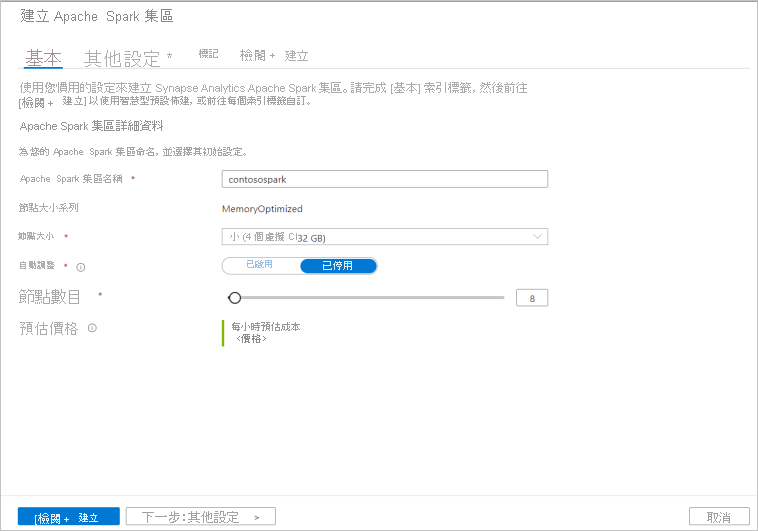 建立 Apache Spark 集區
基本 其他設定 * 標記 檢閱 + 建立
使用您慣用的設定來建立 Synapse Analytics Apache Spark 集區。請完成 [基本] 索引標籤，然後前往
[檢閱 + 建立] 以使用智慧型預設佈建，或前往每個索引標籤自訂。
Apache Spark 集區詳細資料
為您的 Apache Spark 集區命名，並選擇其初始設定。
Apache Spark 集區名稱 * contosospark
節點大小系列 MemoryOptimized
節點大小 * 小 (4 個虛擬 C 32 GB)
自動調整 * 已啟用 已停用
節點數目 * 8
預估價格 每小時預估成本
<價格>
[檢閱 + 建立 下一步：其他設定 > 取消